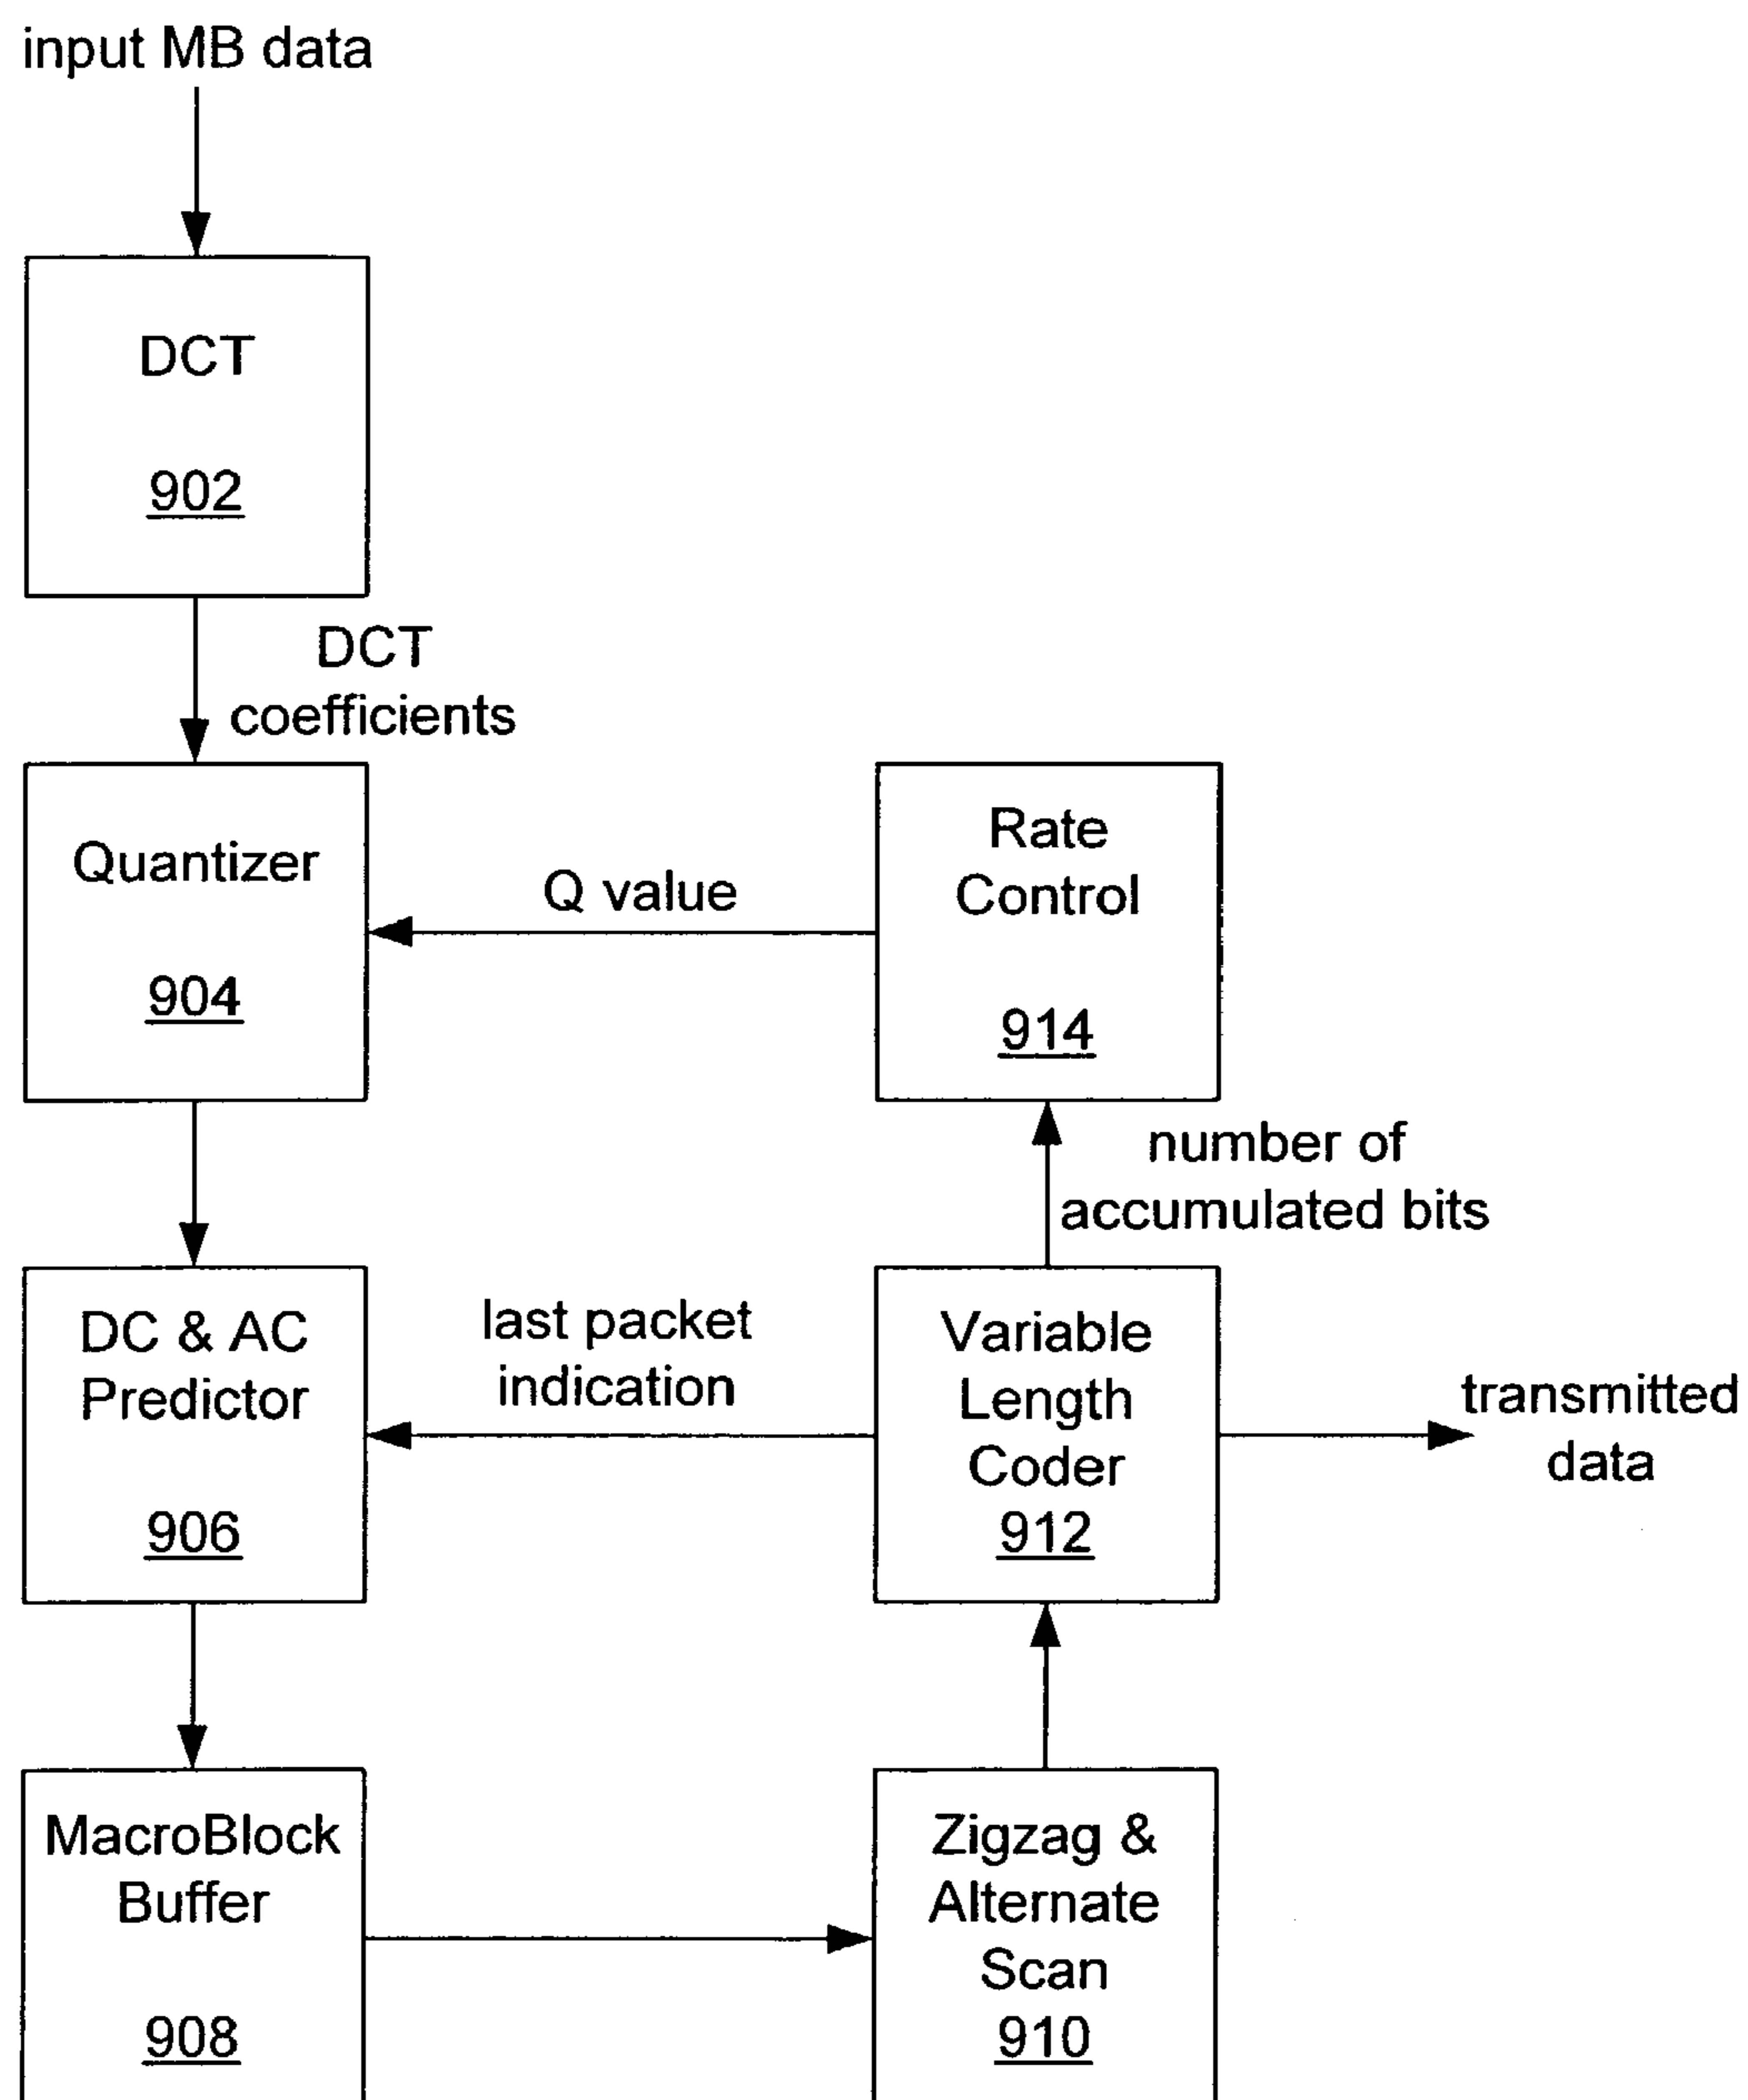 input MB data
DCT
902
DCT
coefficients
Quantizer
904
Q value
Rate
Control
914
number of
accumulated bits
DC & AC
Predictor
906
last packet
indication
Variable
Length
Coder
912
transmitted
data
MacroBlock
Buffer
908
Zigzag &
Alternate
Scan
910